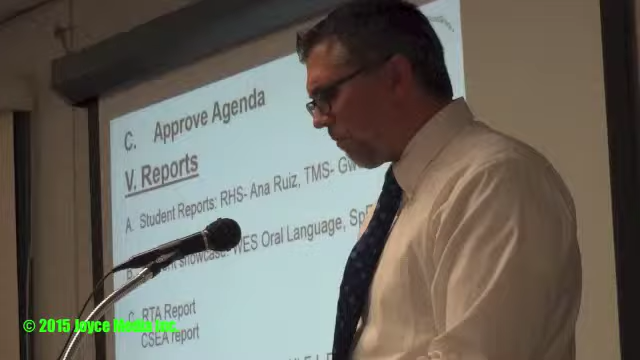 C. Approve Agenda
V. Reports
A. Student Reports: RHS- Ana Ruiz, TMS-
showcase: WES Oral Language,
C. RTA Report
CSEA report
© 2015 Joyce Media Inc.